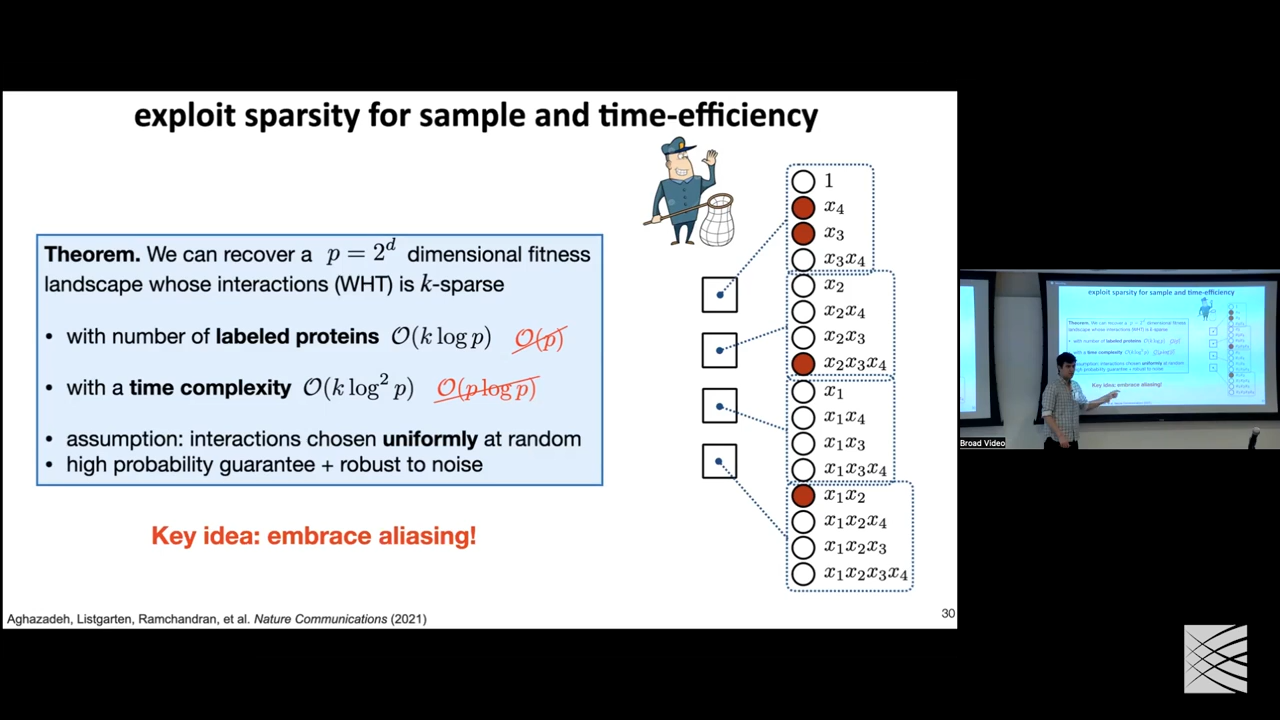 exploit sparsity for sample and time-efficiency
Theorem. We can recover a p = 2^d dimensional fitness
landscape whose interactions (WHT) is k-sparse
• with number of labeled proteins O(k log p) O(p)
• with a time complexity O(k log² p) O(p log p)
• assumption: interactions chosen uniformly at random
• high probability guarantee + robust to noise
Key idea: embrace aliasing!
1
x₄
x₃
x₃x₄
x₂
x₂x₄
x₂x₃
x₂x₃x₄
x₁
x₁x₄
x₁x₃
x₁x₃x₄
x₁x₂
x₁x₂x₄
x₁x₂x₃
x₁x₂x₃x₄
Aghazadeh, Listgarten, Ramchandran, et al. Nature Communications (2021)
30
exploit sparsity for sample and time-efficiency
Key idea: embrace aliasing!
Broad Video